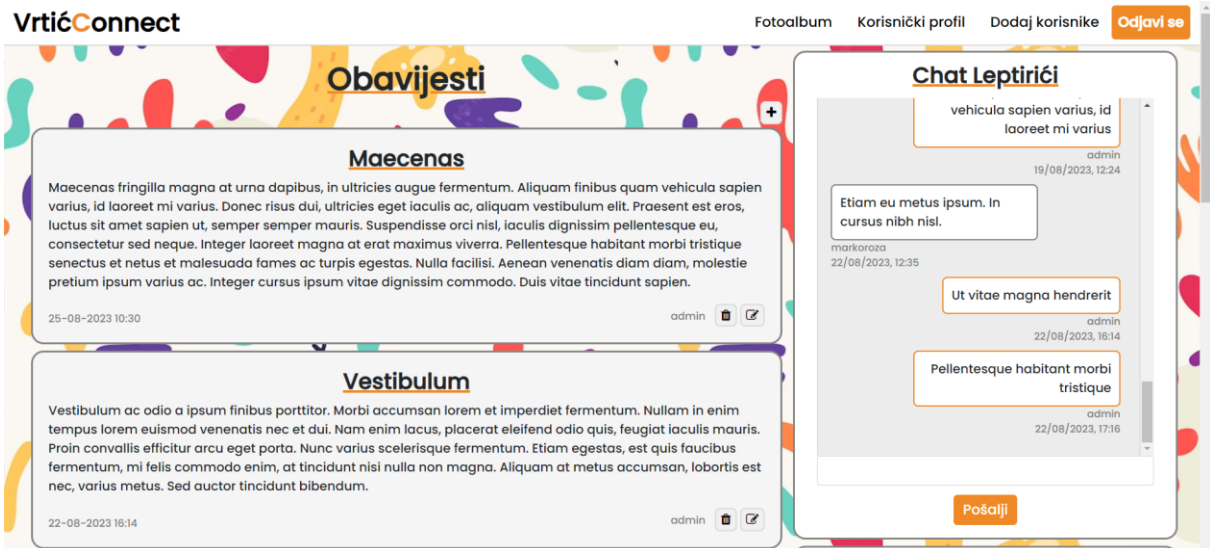 VrtićConnect
Fotoalbum Korisnički profil Dodaj korisnike Odjavi se
Obavijesti
+
Maecenas
Maecenas fringilla magna at urna dapibus, in ultricies augue fermentum. Aliquam finibus quam vehicula sapien
varius, id laoreet mi varius. Donec risus dui, ultricies eget iaculis ac, aliquam vestibulum elit. Praesent est eros,
luctus sit amet sapien ut, semper semper mauris. Suspendisse orci nisl, iaculis dignissim pellentesque eu,
consectetur sed neque. Integer laoreet magna at erat maximus viverra. Pellentesque habitant morbi tristique
senectus et netus et malesuada fames ac turpis egestas. Nulla facilisi. Aenean venenatis diam diam, molestie
pretium ipsum varius ac. Integer cursus ipsum vitae dignissim commodo. Duis vitae tincidunt sapien.
25-08-2023 10:30
admin
Vestibulum
Vestibulum ac odio a ipsum finibus porttitor. Morbi accumsan lorem et imperdiet fermentum. Nullam in enim
tempus lorem euismod venenatis nec et dui. Nam enim lacus, placerat eleifend odio quis, feugiat iaculis mauris.
Proin convallis efficitur arcu eget porta. Nunc varius scelerisque fermentum. Etiam egestas, est quis faucibus
fermentum, mi felis commodo enim, at tincidunt nisi nulla non magna. Aliquam at metus accumsan, lobortis est
nec, varius metus. Sed auctor tincidunt bibendum.
22-08-2023 16:14
admin
Chat Leptirići
vehicula sapien varius, id
laoreet mi varius
admin
19/08/2023, 12:24
Etiam eu metus ipsum. In
cursus nibh nisl.
markoroza
22/08/2023, 12:35
Ut vitae magna hendrerit
admin
22/08/2023, 16:14
Pellentesque habitant morbi
tristique
admin
22/08/2023, 17:16
Pošalji